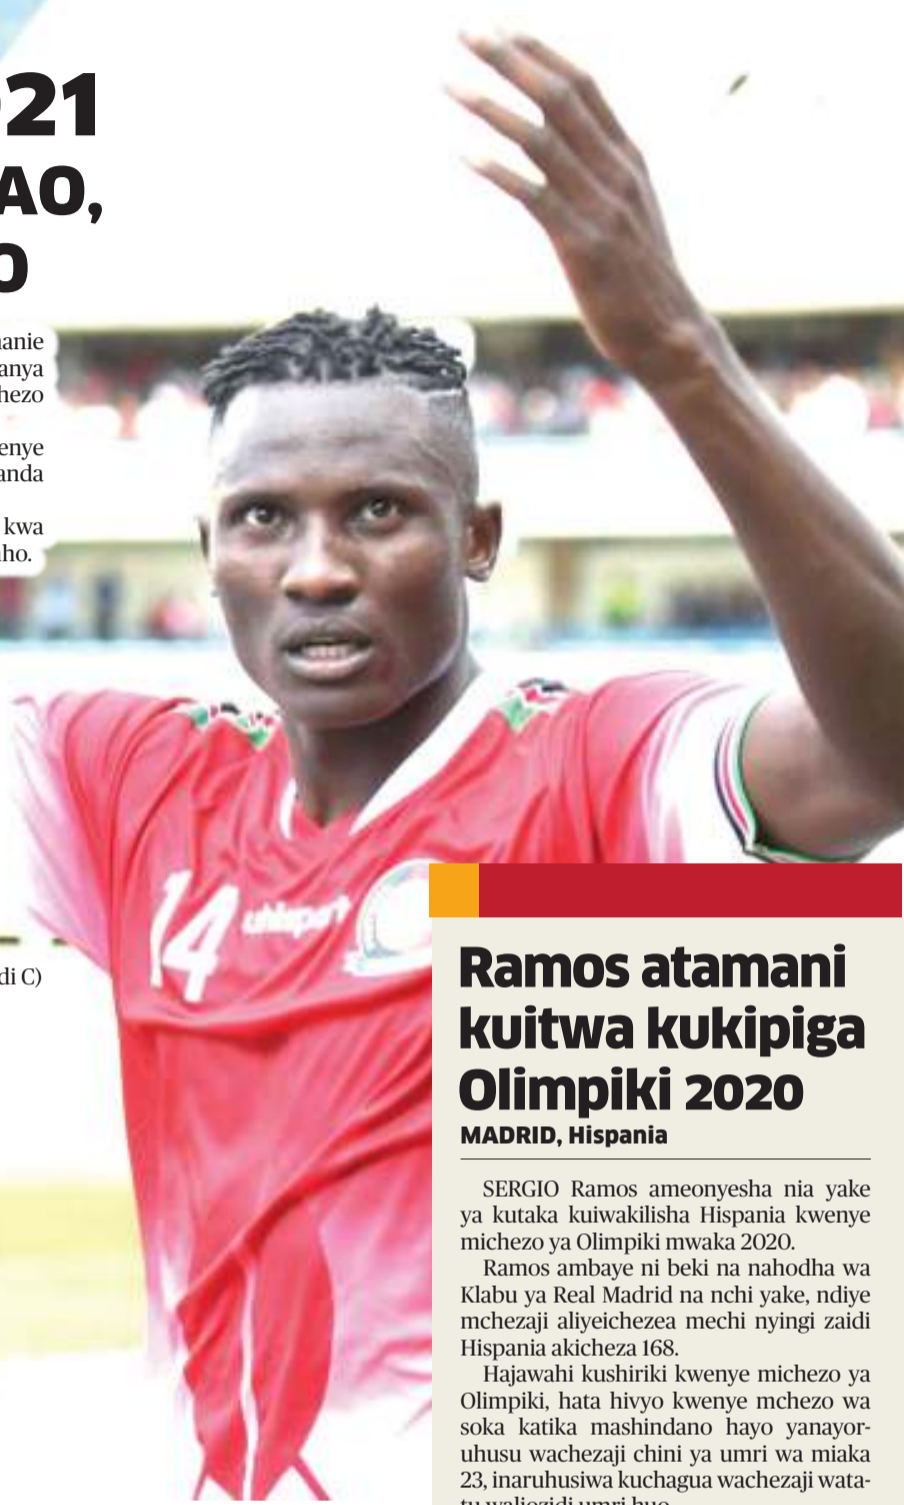 21
AO,
O
anie
anya
hezo
enye
anda
kwa
ho.
di C)
14 uhlsport
Ramos atamani
kuitwa kukipiga
Olimpiki 2020
MADRID, Hispania
SERGIO Ramos ameonyesha nia yake
ya kutaka kuiwakilisha Hispania kwenye
michezo ya Olimpiki mwaka 2020.
Ramos ambaye ni beki na nahodha wa
Klabu ya Real Madrid na nchi yake, ndiye
mchezaji aliyeichezea mechi nyingi zaidi
Hispania akicheza 168.
Hajawahi kushiriki kwenye michezo ya
Olimpiki, hata hivyo kwenye mchezo wa
soka katika mashindano hayo yanayor-
uhusu wachezaji chini ya umri wa miaka
23, inaruhusiwa kuchagua wachezaji wata-
tu waliozidi umri huo.